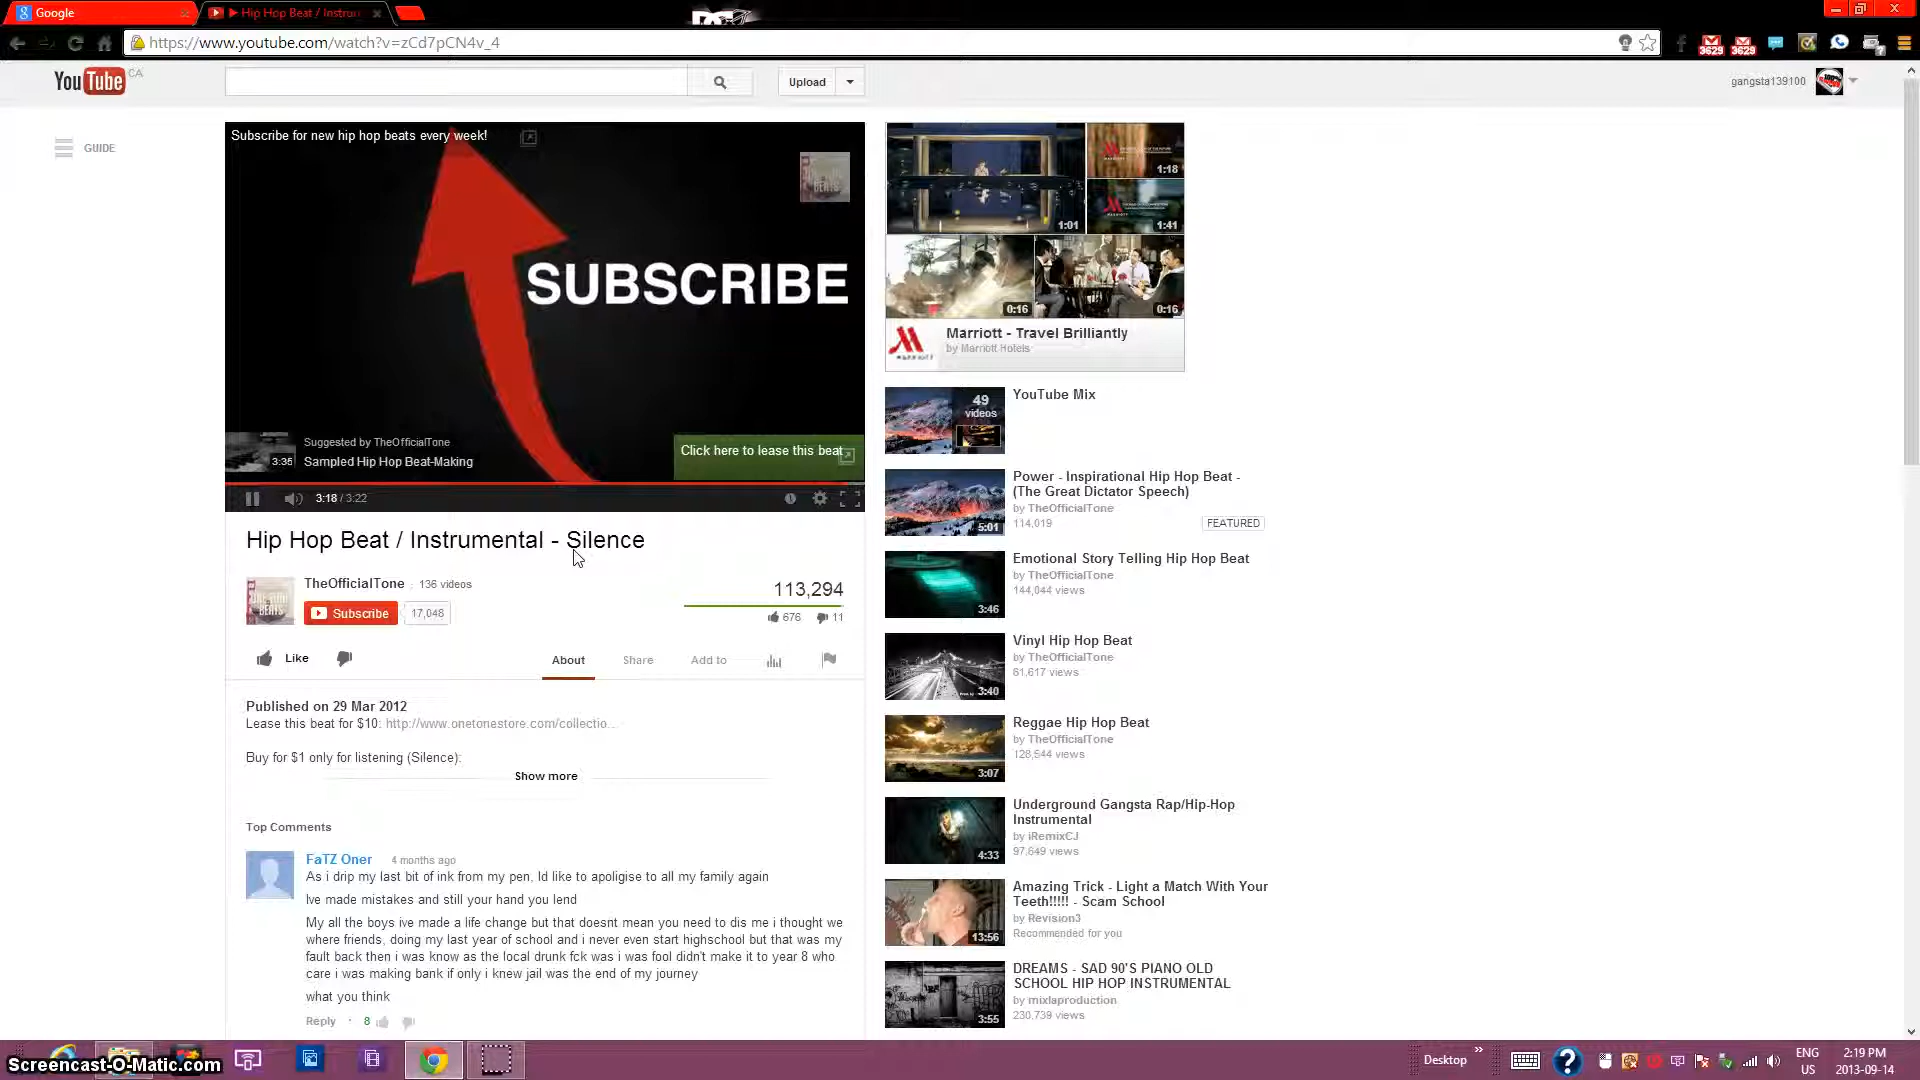 Google
▶ Hip Hop Beat / Instrum
https://www.youtube.com/watch?v=zCd7pCN4v_4
3629
3629
YouTube CA
Upload
gangsta139100
GUIDE
Subscribe for new hip hop beats every week!
SUBSCRIBE
Suggested by TheOfficialTone
Sampled Hip Hop Beat-Making
3:36
Click here to lease this beat
3:18 / 3:22
Hip Hop Beat / Instrumental - Silence
TheOfficialTone · 136 videos
Subscribe 17,048
113,294
676 11
Like
About
Share
Add to
Published on 29 Mar 2012
Lease this beat for $10: http://www.onetonestore.com/collectio...
Buy for $1 only for listening (Silence):
Show more
Top Comments
FaTZ Oner 4 months ago
As i drip my last bit of ink from my pen, Id like to apoligise to all my family again
Ive made mistakes and still your hand you lend
My all the boys ive made a life change but that doesnt mean you need to dis me i thought we
where friends, doing my last year of school and i never even start highschool but that was my
fault back then i was know as the local drunk fck was i was fool didn't make it to year 8 who
care i was making bank if only i knew jail was the end of my journey
what you think
Reply · 8
1:01
1:18
1:41
0:16
0:16
Marriott - Travel Brilliantly
by Marriott Hotels
49
videos
YouTube Mix
5:01
Power - Inspirational Hip Hop Beat -
(The Great Dictator Speech)
by TheOfficialTone
114,019
FEATURED
3:46
Emotional Story Telling Hip Hop Beat
by TheOfficialTone
144,044 views
3:40
Vinyl Hip Hop Beat
by TheOfficialTone
61,617 views
3:07
Reggae Hip Hop Beat
by TheOfficialTone
128,544 views
4:33
Underground Gangsta Rap/Hip-Hop
Instrumental
by iRemixCJ
97,649 views
13:56
Amazing Trick - Light a Match With Your
Teeth!!!!! - Scam School
by Revision3
Recommended for you
3:55
DREAMS - SAD 90'S PIANO OLD
SCHOOL HIP HOP INSTRUMENTAL
by mixlaproduction
230,739 views
Screencast-O-Matic.com
Desktop
ENG
US
2:19 PM
2013-09-14